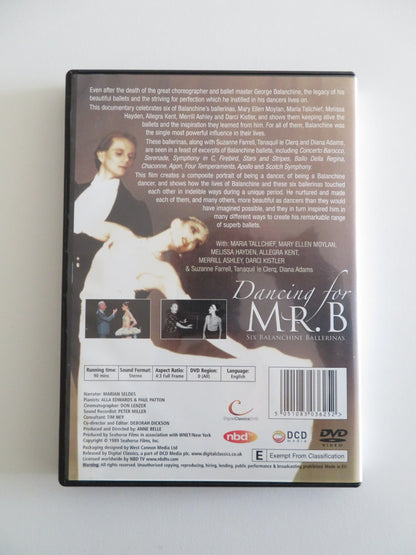 Even after the death of the great choreographer and ballet master George Balanchine, the legacy of his
beautiful ballets and the striving for perfection which he instilled in his dancers lives on.
This documentary celebrates six of Balanchine's ballerinas, Mary Ellen Moylan, Maria Tallchief, Melissa
Hayden, Allegra Kent, Merrill Ashley and Darci Kistler, and shows them keeping alive the
ballets and the inspiration they learned from him. For all of them, Balanchine was
the single most powerful influence in their lives.
These ballerinas, along with Suzanne Farrell, Tanaquil le Clerq and Diana Adams,
are seen in a feast of excerpts of Balanchine ballets, including Concerto Barocco,
Serenade, Symphony in C, Firebird, Stars and Stripes, Ballo Della Regina,
Chaconne, Agon, Four Temperaments, Apollo and Scotch Symphony.
This film creates a composite portrait of being a dancer, of being a Balanchine
dancer, and shows how the lives of Balanchine and these six ballerinas touched
each other in indelible ways during a unique period. He nurtured and made
each of them, and many others, more beautiful as dancers than they would
have imagined possible, and they in turn inspired him in
many different ways to create his remarkable range
of superb ballets.
With: MARIA TALLCHIEF, MARY ELLEN MOYLAN,
MELISSA HAYDEN, ALLEGRA KENT,
MERRILL ASHLEY, DARCI KISTLER
& Suzanne Farrell, Tanaquil le Clerq, Diana Adams
Dancing for
MR. B
SIX BALANCHINE BALLERINAS
Running time: Sound Format: Aspect Ratio: DVD Region: Language:
90 mins Stereo 4:3 Full Frame 0 (All) English
Narrator: MARIAN SELDES
Pianists: ALLA EDWARDS & PAUL PATTON
Cinematographer: DON LENZER
Sound Recordist: PETER MILLER
Consultant: TIM NEY
Co-director and Editor: DEBORAH DICKSON
Produced and Directed by: ANNE BELLE
Produced by Seahorse Films in association with WNET/New York
Copyright © 1989 Seahorse Films, Inc.
Packaging designed by West Cannon Media Ltd
Released by Digital Classics, a part of DCD Media plc. www.digitalclassics.co.uk
Licensed worldwide by NBD TV www.nbdtv.com
Warning: All rights reserved. Unauthorised copying, reproducing, hiring, lending, public performance & broadcasting prohibited. Made in EU
DigitalClassicsDVD
5 051083 036252
nbd
DCD
media
DVD
VIDEO
E Exempt From Classification